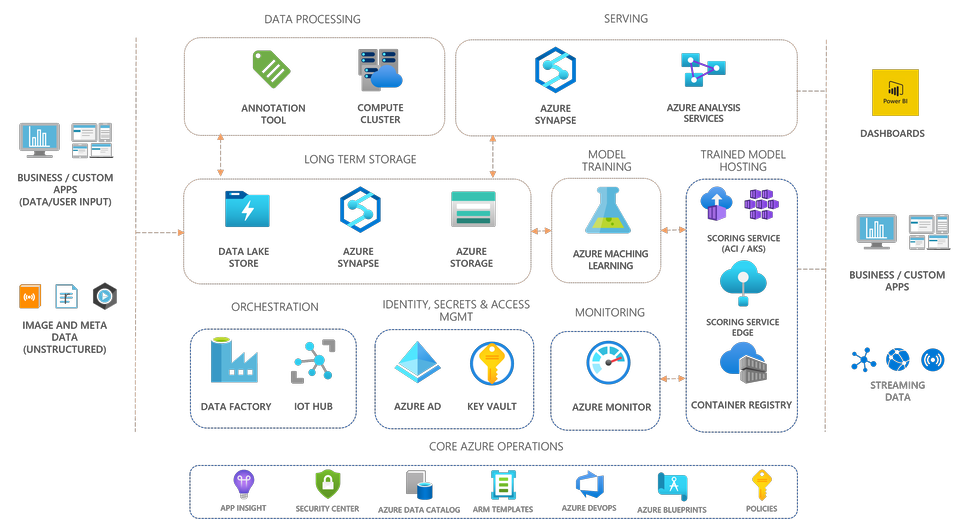 DATA PROCESSING
SERVING
ANNOTATION
TOOL
COMPUTE
CLUSTER
AZURE
SYNAPSE
AZURE ANALYSIS
SERVICES
Power BI
DASHBOARDS
BUSINESS / CUSTOM
APPS
(DATA/USER INPUT)
LONG TERM STORAGE
MODEL
TRAINING
TRAINED MODEL
HOSTING
DATA LAKE
STORE
AZURE
SYNAPSE
AZURE
STORAGE
AZURE MACHING
LEARNING
SCORING SERVICE
(ACI / AKS)
SCORING SERVICE
EDGE
CONTAINER REGISTRY
BUSINESS / CUSTOM
APPS
IMAGE AND META
DATA
(UNSTRUCTURED)
ORCHESTRATION
IDENTITY, SECRETS & ACCESS
MGMT
MONITORING
DATA FACTORY
IOT HUB
AZURE AD
KEY VAULT
AZURE MONITOR
STREAMING
DATA
CORE AZURE OPERATIONS
APP INSIGHT
SECURITY CENTER
AZURE DATA CATALOG
ARM TEMPLATES
AZURE DEVOPS
AZURE BLUEPRINTS
POLICIES